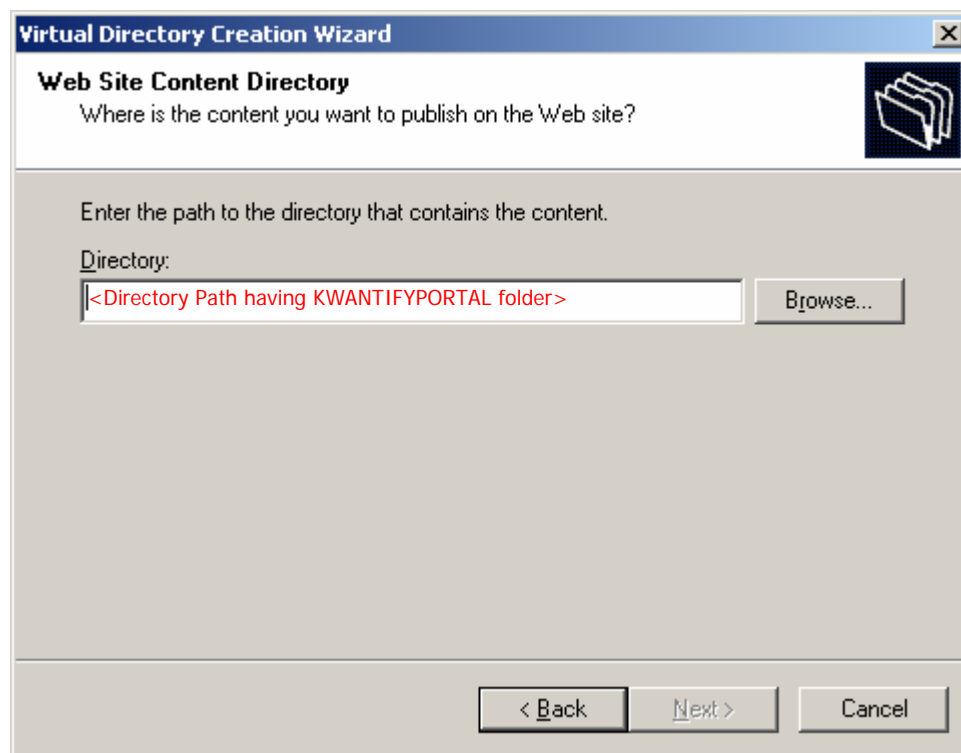 Virtual Directory Creation Wizard
Web Site Content Directory
Where is the content you want to publish on the Web site?
Enter the path to the directory that contains the content.
Directory:
<Directory Path having KWANTIFYPORTAL folder>
Browse...
< Back
Next >
Cancel